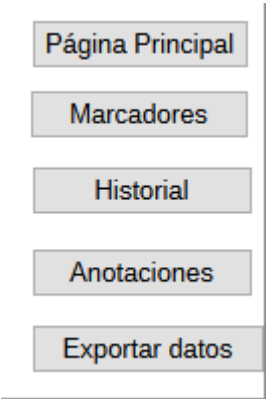 Página Principal
Marcadores
Historial
Anotaciones
Exportar datos